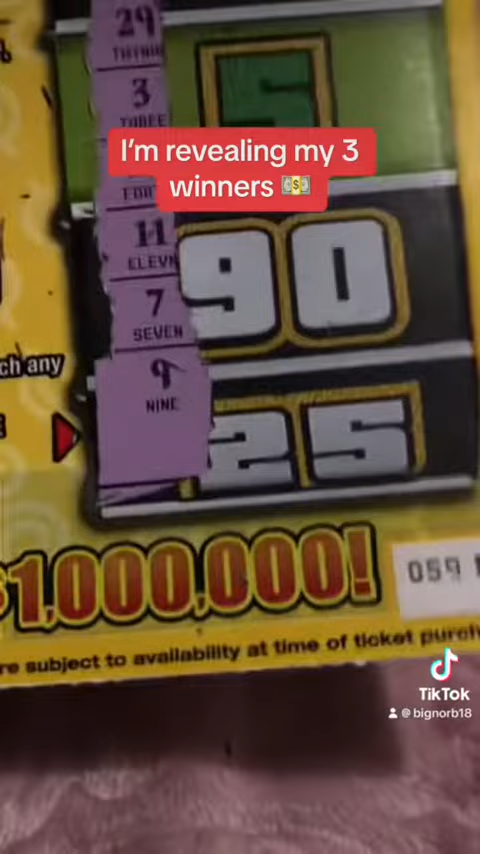 29
3
THREE
I'm revealing my 3
winners 💵
11
ELEVN
90
7
SEVEN
ch any
9
NINE
25
$1,000,000!
059
re subject to availability at time of ticket purch
TikTok
@bignorb18